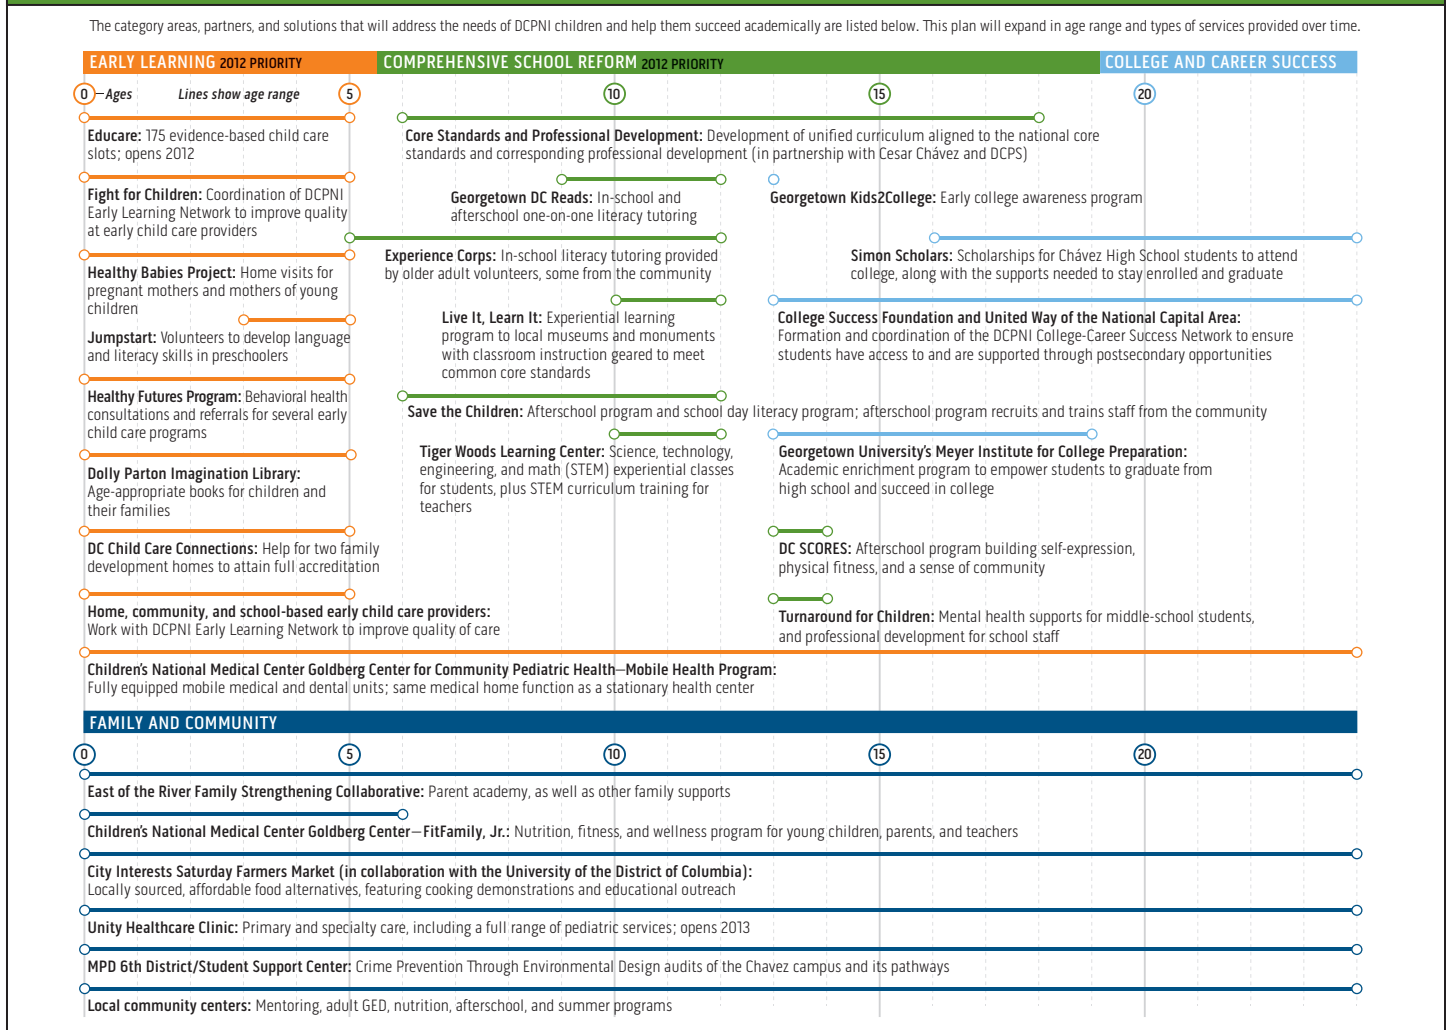 The category areas, partners, and solutions that will address the needs of DCPNI children and help them succeed academically are listed below. This plan will expand in age range and types of services provided over time.
EARLY LEARNING 2012 PRIORITY
COMPREHENSIVE SCHOOL REFORM 2012 PRIORITY
COLLEGE AND CAREER SUCCESS
0 Ages Lines show age range 5 10 15 20
Educare: 175 evidence-based child care
slots; opens 2012
Fight for Children: Coordination of DCPNI
Early Learning Network to improve quality
at early child care providers
Healthy Babies Project: Home visits for
pregnant mothers and mothers of young
children
Jumpstart: Volunteers to develop language
and literacy skills in preschoolers
Healthy Futures Program: Behavioral health
consultations and referrals for several early
child care programs
Dolly Parton Imagination Library:
Age-appropriate books for children and
their families
DC Child Care Connections: Help for two family
development homes to attain full accreditation
Home, community, and school-based early child care providers:
Work with DCPNI Early Learning Network to improve quality of care
Core Standards and Professional Development: Development of unified curriculum aligned to the national core
standards and corresponding professional development (in partnership with Cesar Chávez and DCPS)
Georgetown DC Reads: In-school and
afterschool one-on-one literacy tutoring
Experience Corps: In-school literacy tutoring provided
by older adult volunteers, some from the community
Live It, Learn It: Experiential learning
program to local museums and monuments
with classroom instruction geared to meet
common core standards
Save the Children: Afterschool program and school day literacy program; afterschool program recruits and trains staff from the community
Tiger Woods Learning Center: Science, technology,
engineering, and math (STEM) experiential classes
for students, plus STEM curriculum training for
teachers
Georgetown Kids2College: Early college awareness program
Simon Scholars: Scholarships for Chávez High School students to attend
college, along with the supports needed to stay enrolled and graduate
College Success Foundation and United Way of the National Capital Area:
Formation and coordination of the DCPNI College-Career Success Network to ensure
students have access to and are supported through postsecondary opportunities
Georgetown University's Meyer Institute for College Preparation:
Academic enrichment program to empower students to graduate from
high school and succeed in college
DC SCORES: Afterschool program building self-expression,
physical fitness, and a sense of community
Turnaround for Children: Mental health supports for middle-school students,
and professional development for school staff
Children's National Medical Center Goldberg Center for Community Pediatric Health—Mobile Health Program:
Fully equipped mobile medical and dental units; same medical home function as a stationary health center
FAMILY AND COMMUNITY
0 5 10 15 20
East of the River Family Strengthening Collaborative: Parent academy, as well as other family supports
Children's National Medical Center Goldberg Center—FitFamily, Jr.: Nutrition, fitness, and wellness program for young children, parents, and teachers
City Interests Saturday Farmers Market (in collaboration with the University of the District of Columbia):
Locally sourced, affordable food alternatives, featuring cooking demonstrations and educational outreach
Unity Healthcare Clinic: Primary and specialty care, including a full range of pediatric services; opens 2013
MPD 6th District/Student Support Center: Crime Prevention Through Environmental Design audits of the Chavez campus and its pathways
Local community centers: Mentoring, adult GED, nutrition, afterschool, and summer programs